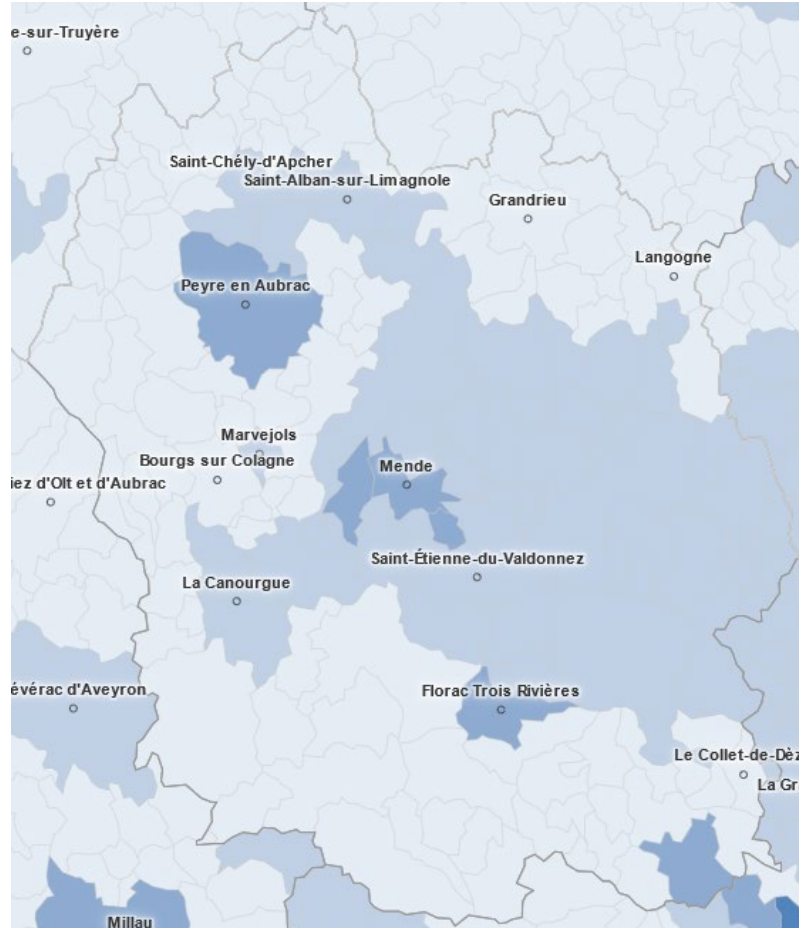 e-sur-Truyère
Saint-Chély-d'Apcher
Saint-Alban-sur-Limagnole
Grandrieu
Langogne
Peyre en Aubrac
Marvejols
Bourgs sur Colagne
Mende
iez d'Olt et d'Aubrac
Saint-Étienne-du-Valdonnez
La Canourgue
évérac d'Aveyron
Florac Trois Rivières
Le Collet-de-Dèz
La Gr
Millau